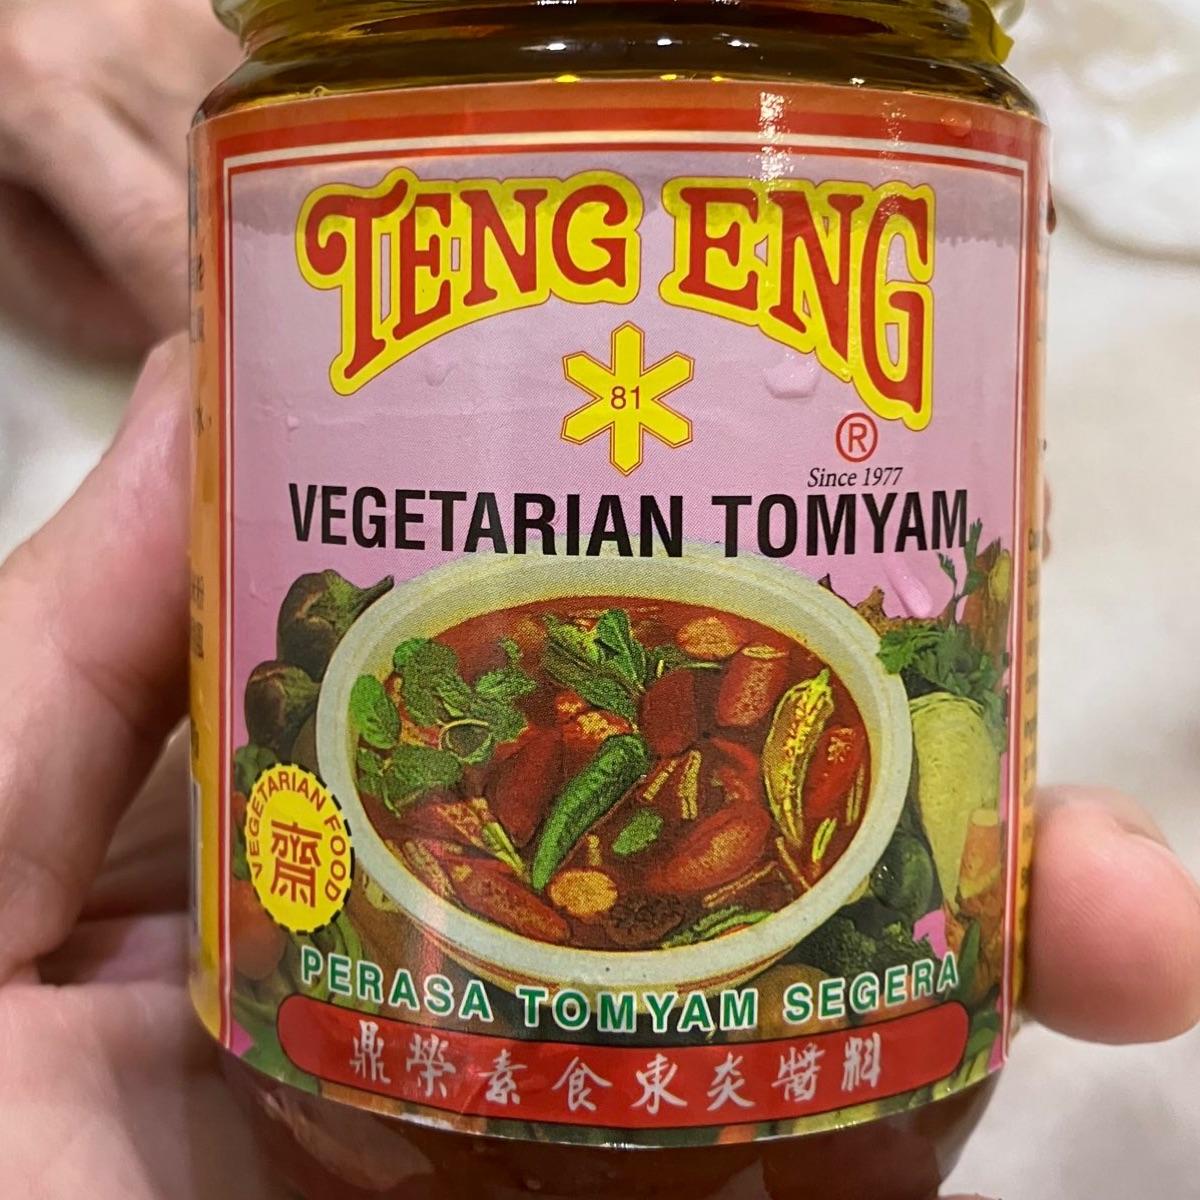 TENG ENG
81
®
Since 1977
VEGETARIAN TOMYAM
VEGETARIAN FOOD
齋
PERASA TOMYAM SEGERA
鼎榮素食東炎醬料